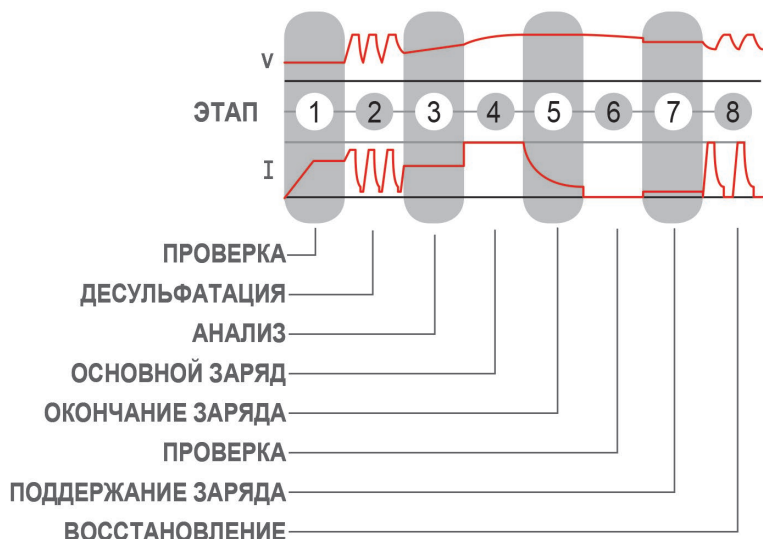 V
ЭТАП 1 2 3 4 5 6 7 8
I
ПРОВЕРКА
ДЕСУЛЬФАТАЦИЯ
АНАЛИЗ
ОСНОВНОЙ ЗАРЯД
ОКОНЧАНИЕ ЗАРЯДА
ПРОВЕРКА
ПОДДЕРЖАНИЕ ЗАРЯДА
ВОССТАНОВЛЕНИЕ